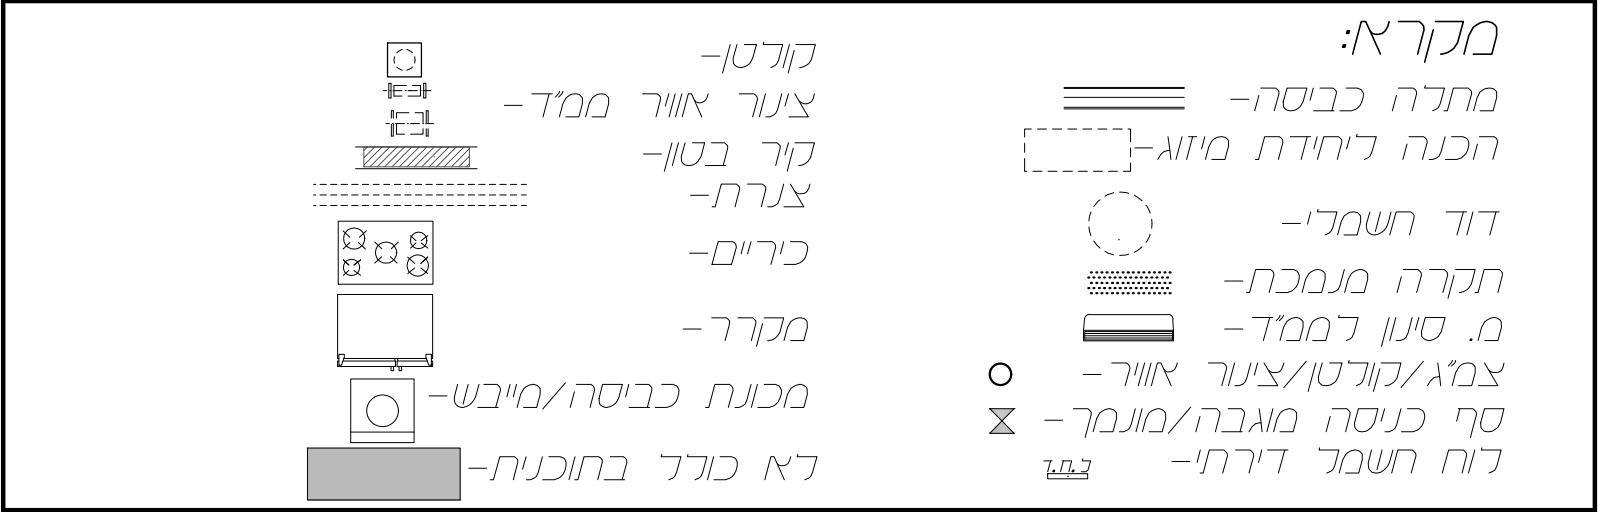 מקרא:
מתלה כביסה-
הכנה ליחידת מיזוג-
דוד חשמלי-
תקרה מנמכת-
מ. סינון לממ"ד-
צמ"ג/קולטן/צינור אוויר-
סף כניסה מוגבה/מונמך-
לוח חשמל דירתי-
ל.ח.ד
קולטן-
צינור אוויר ממ"ד-
קיר בטון-
צנרת-
כיריים-
מקרר-
מכונת כביסה/מייבש-
לא כולל בתוכנית-